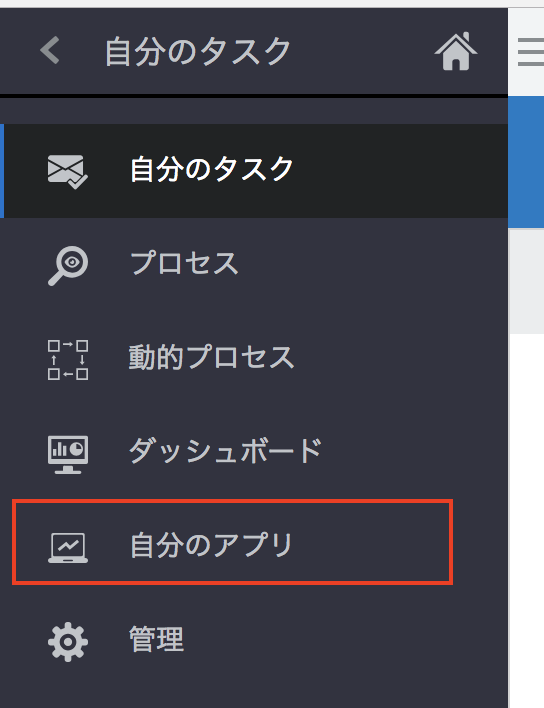 自分のタスク
自分のタスク
プロセス
動的プロセス
ダッシュボード
自分のアプリ
管理